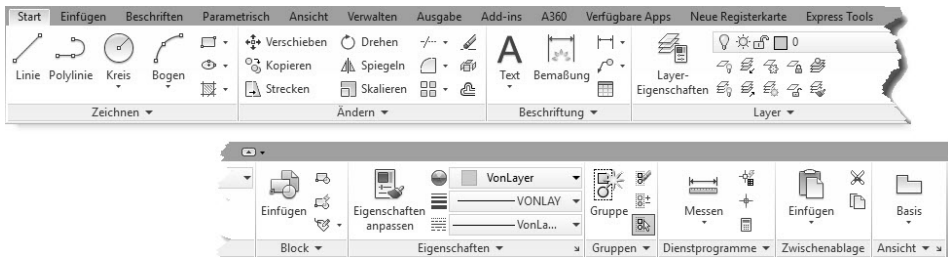 Start Einfügen Beschriften Parametrisch Ansicht Verwalten Ausgabe Add-ins A360 Verfügbare Apps Neue Registerkarte Express Tools
Verschieben Drehen
Kopieren Spiegeln
Strecken Skalieren
Linie Polylinie Kreis Bogen
A
Text Bemaßung
Layer-
Eigenschaften
0
Zeichnen Ändern Beschriftung Layer
VonLayer
VONLAY
VonLa...
Einfügen
Eigenschaften
anpassen
Gruppe
Messen
Einfügen
Basis
Block Eigenschaften Gruppen Dienstprogramme Zwischenablage Ansicht